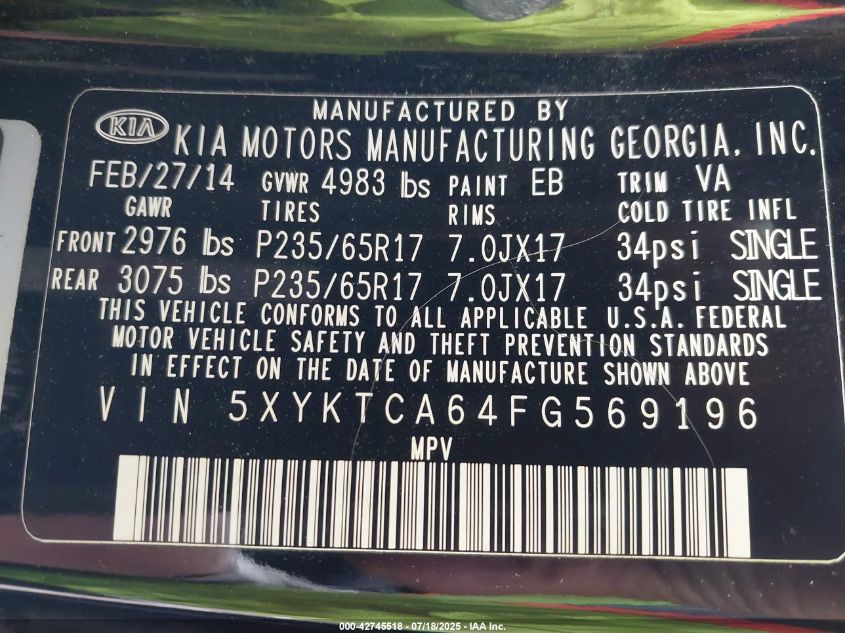 MANUFACTURED BY
KIA KIA MOTORS MANUFACTURING GEORGIA, INC.
FEB/27/14 GVWR 4983 lbs PAINT EB TRIM VA
GAWR TIRES RIMS COLD TIRE INFL
FRONT 2976 lbs P235/65R17 7.0JX17 34psi SINGLE
REAR 3075 lbs P235/65R17 7.0JX17 34psi SINGLE
THIS VEHICLE CONFORMS TO ALL APPLICABLE U.S.A. FEDERAL
MOTOR VEHICLE SAFETY AND THEFT PREVENTION STANDARDS
IN EFFECT ON THE DATE OF MANUFACTURE SHOWN ABOVE
VIN 5XYKTCA64FG569196
MPV
000-42745518 - 07/18/2025 - IAA Inc.